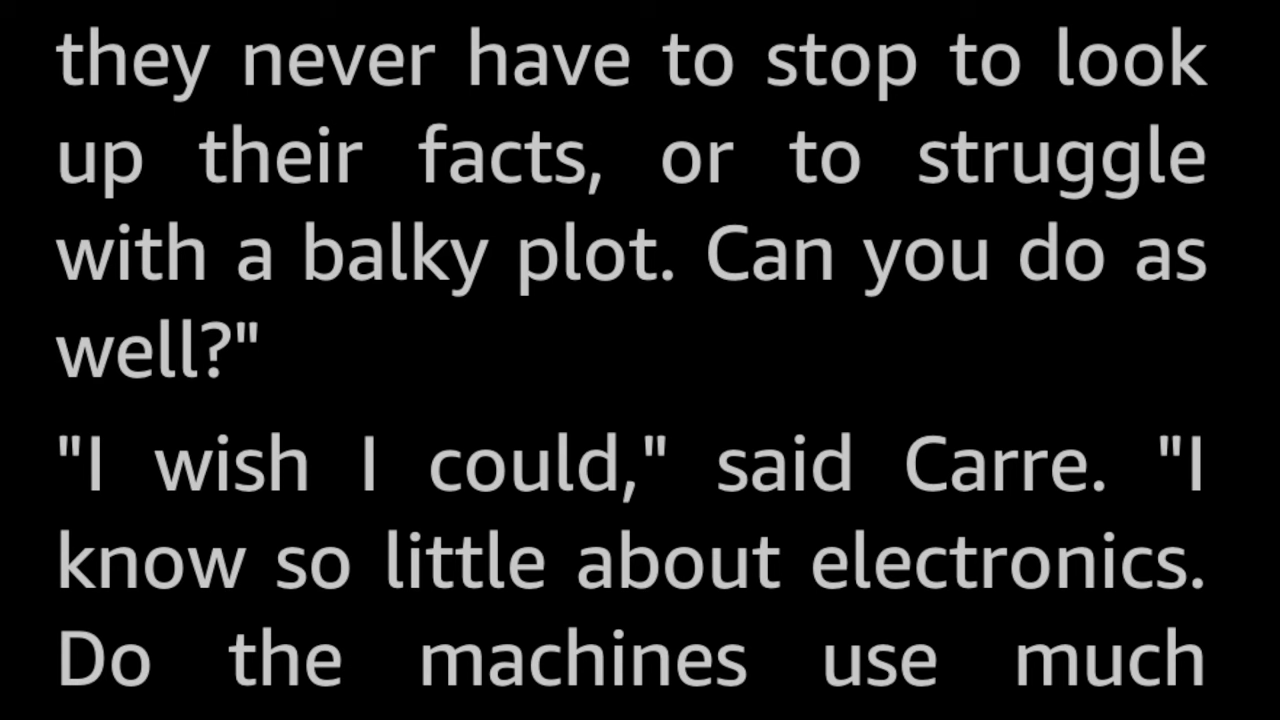 they never have to stop to look
up their facts, or to struggle
with a balky plot. Can you do as
well?"
"I wish I could," said Carre. "I
know so little about electronics.
Do the machines use much